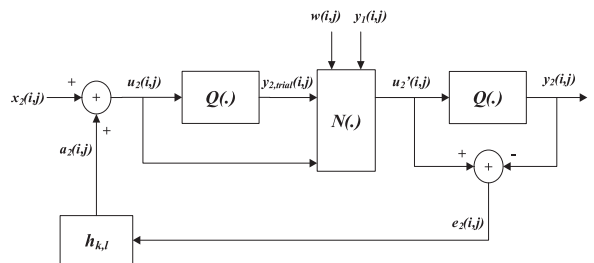 w(i,j) y₁(i,j)
x₂(i,j) + + u₂(i,j) Q(.) y₂,trial(i,j) N(.) u₂'(i,j) Q(.) y₂(i,j)
+ a₂(i,j) + + -
e₂(i,j)
hₖ,ₗ